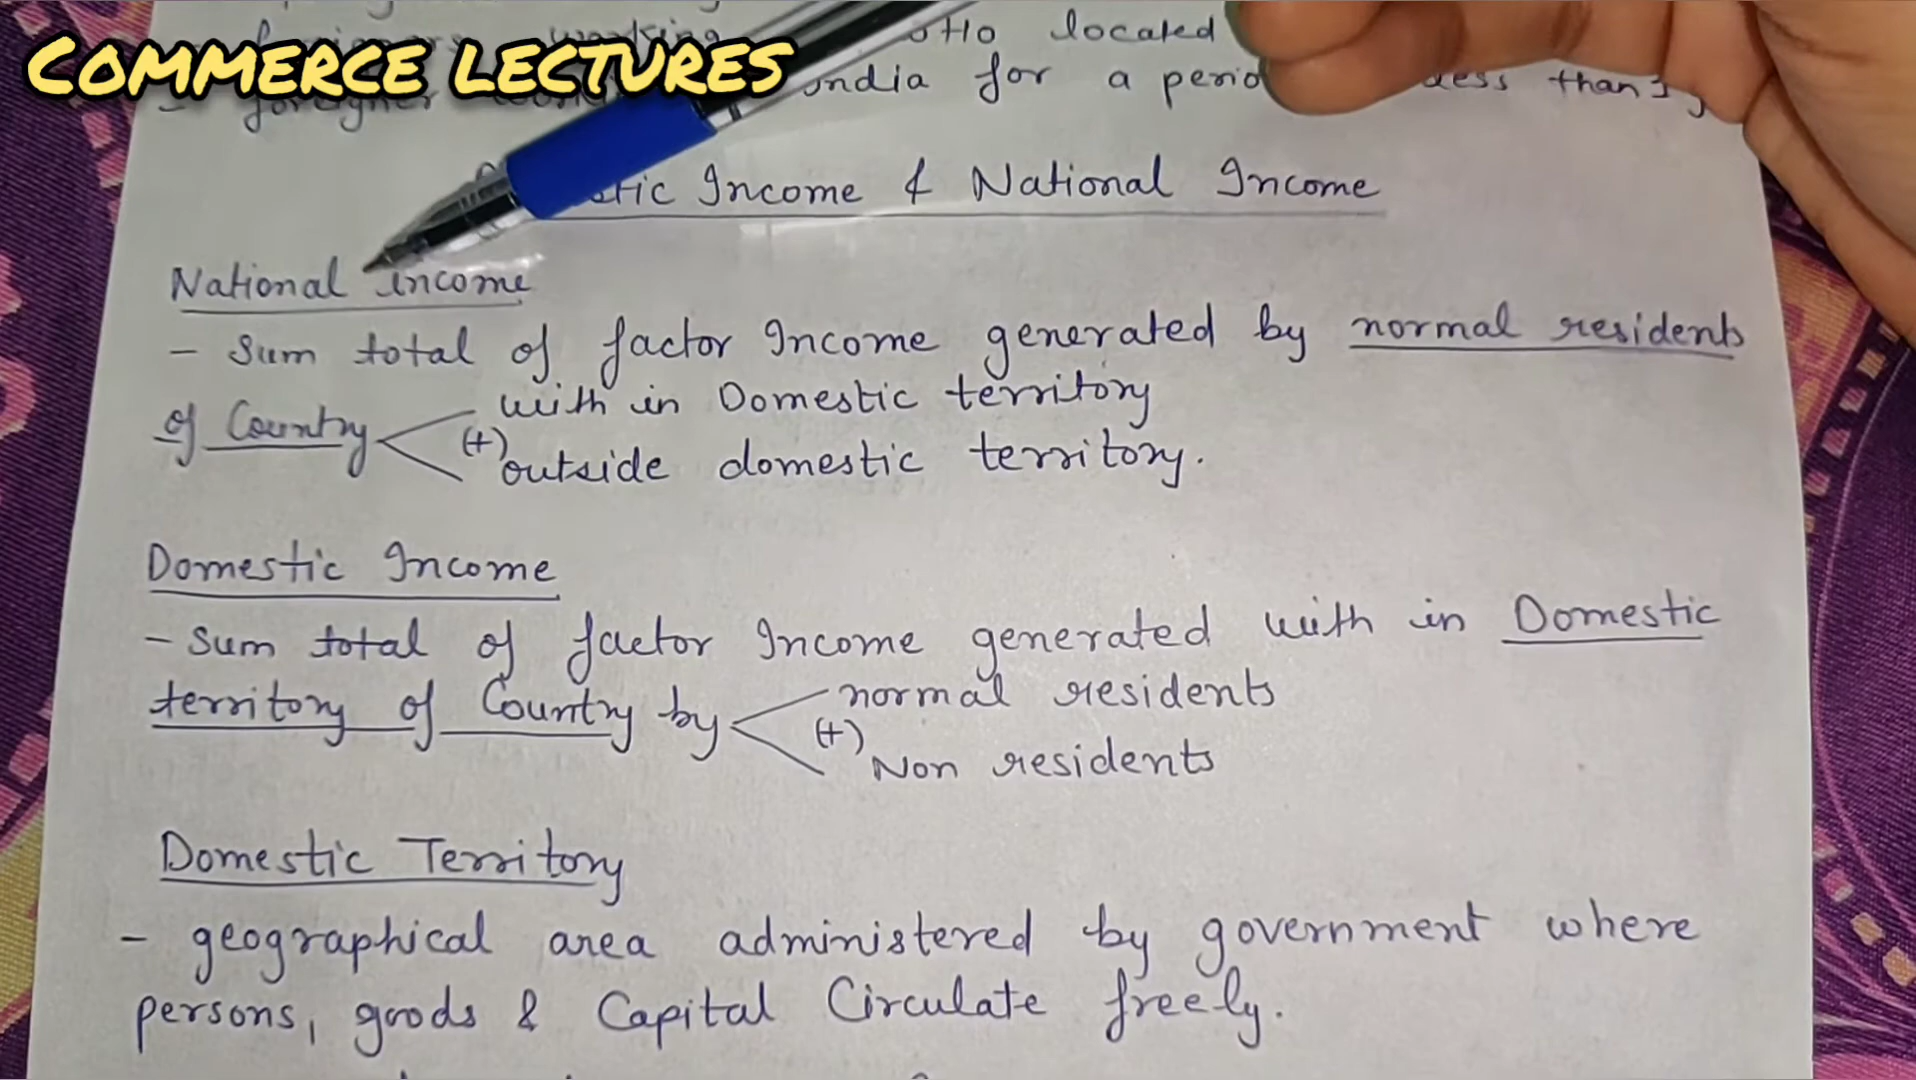 COMMERCE LECTURES
working located
India for a less than
Income & National Income
National income
- Sum total of factor Income generated by normal residents
of Country with in Domestic territory
(+)
outside domestic territory.
Domestic Income
- Sum total of factor Income generated with in Domestic
territory of Country by normal residents
(+)
Non residents
Domestic Territory
- geographical area administered by government where
persons, goods & Capital Circulate freely.